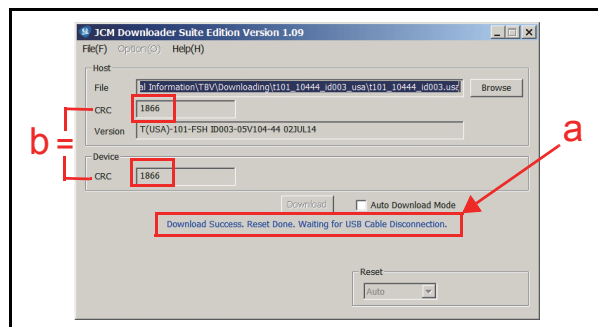 JCM Downloader Suite Edition Version 1.09
File(F) Option(O) Help(H)
Host
File al Information\TBV\Downloading\t101_10444_id003_usa\t101_10444_id003.usa Browse
CRC 1866
Version T(USA)-101-FSH ID003-05V104-44 02JUL14
b =
a
Device
CRC 1866
Download Auto Download Mode
Download Success. Reset Done. Waiting for USB Cable Disconnection.
Reset
Auto